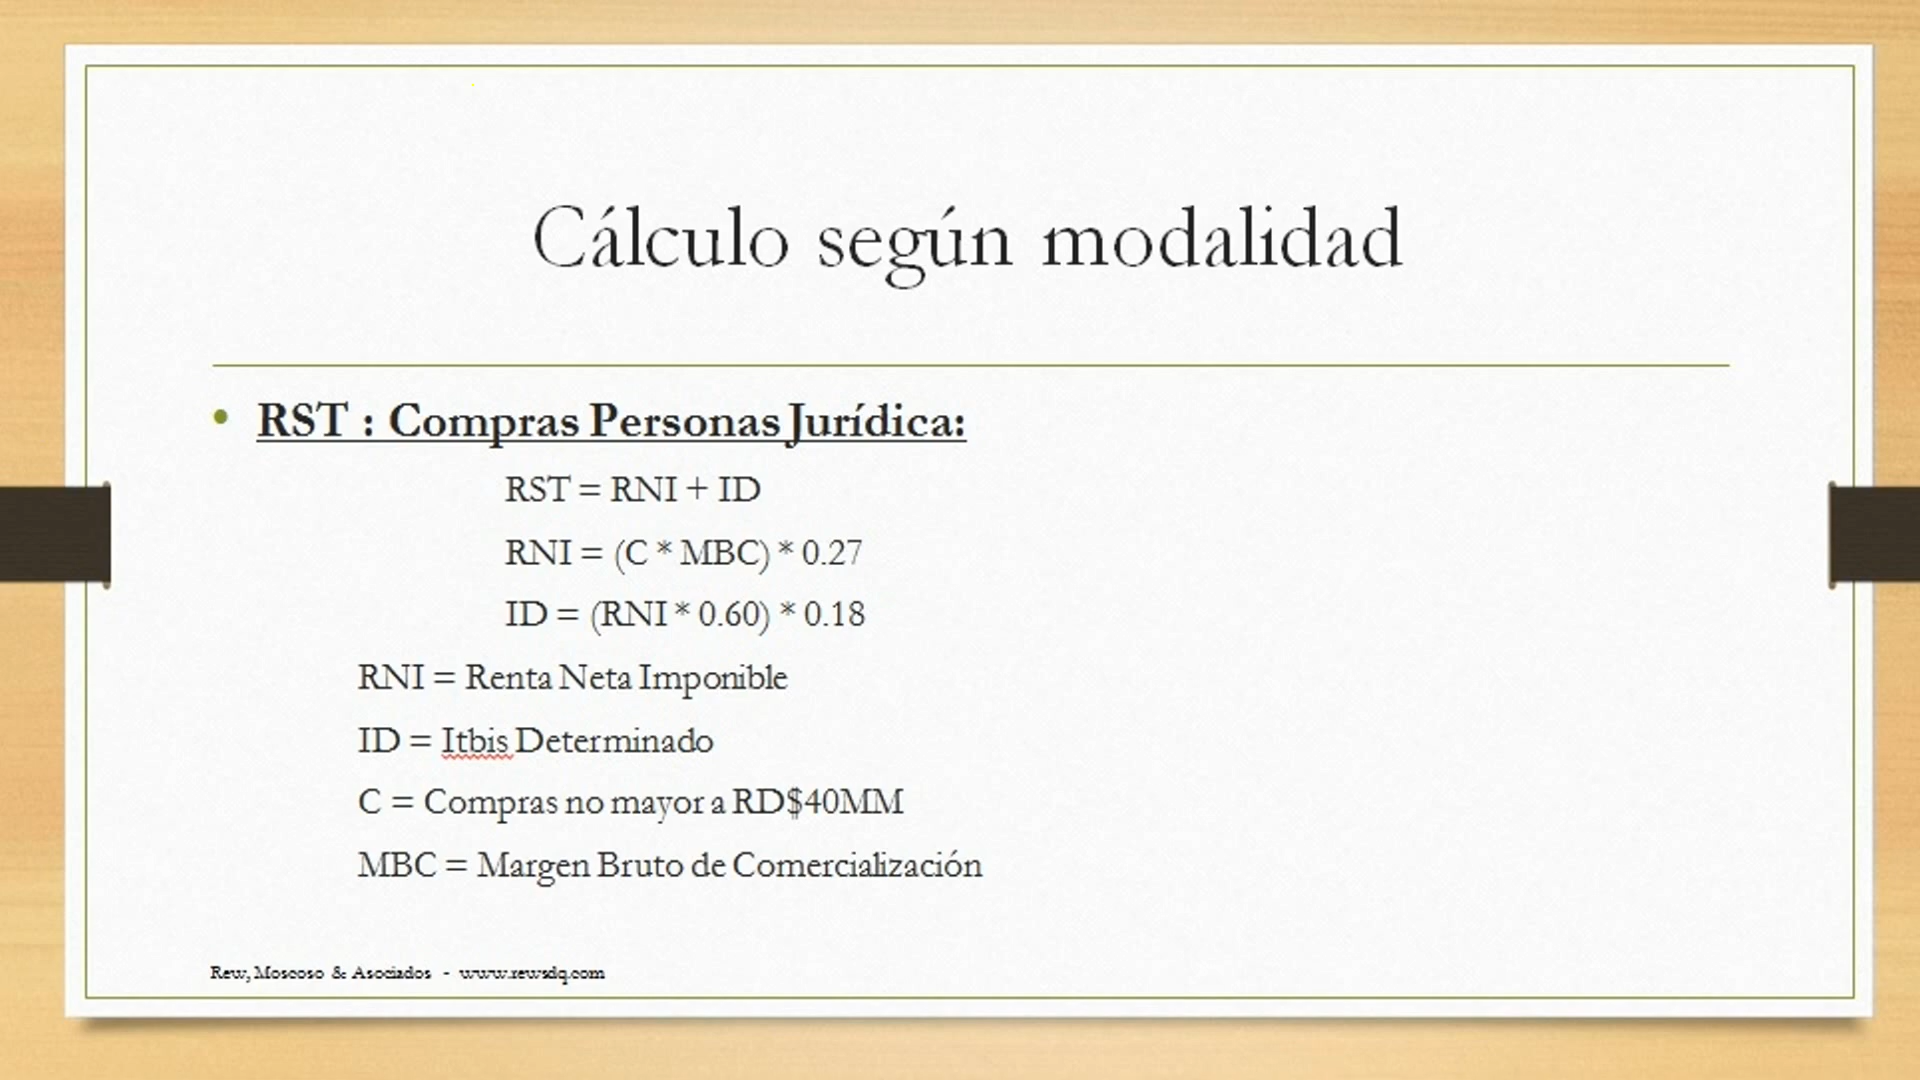 Cálculo según modalidad
• RST : Compras Personas Jurídica:
RST = RNI + ID
RNI = (C * MBC) * 0.27
ID = (RNI * 0.60) * 0.18
RNI = Renta Neta Imponible
ID = Itbis Determinado
C = Compras no mayor a RD$40MM
MBC = Margen Bruto de Comercialización
Rew, Moscoso & Asociados - www.rewsdq.com